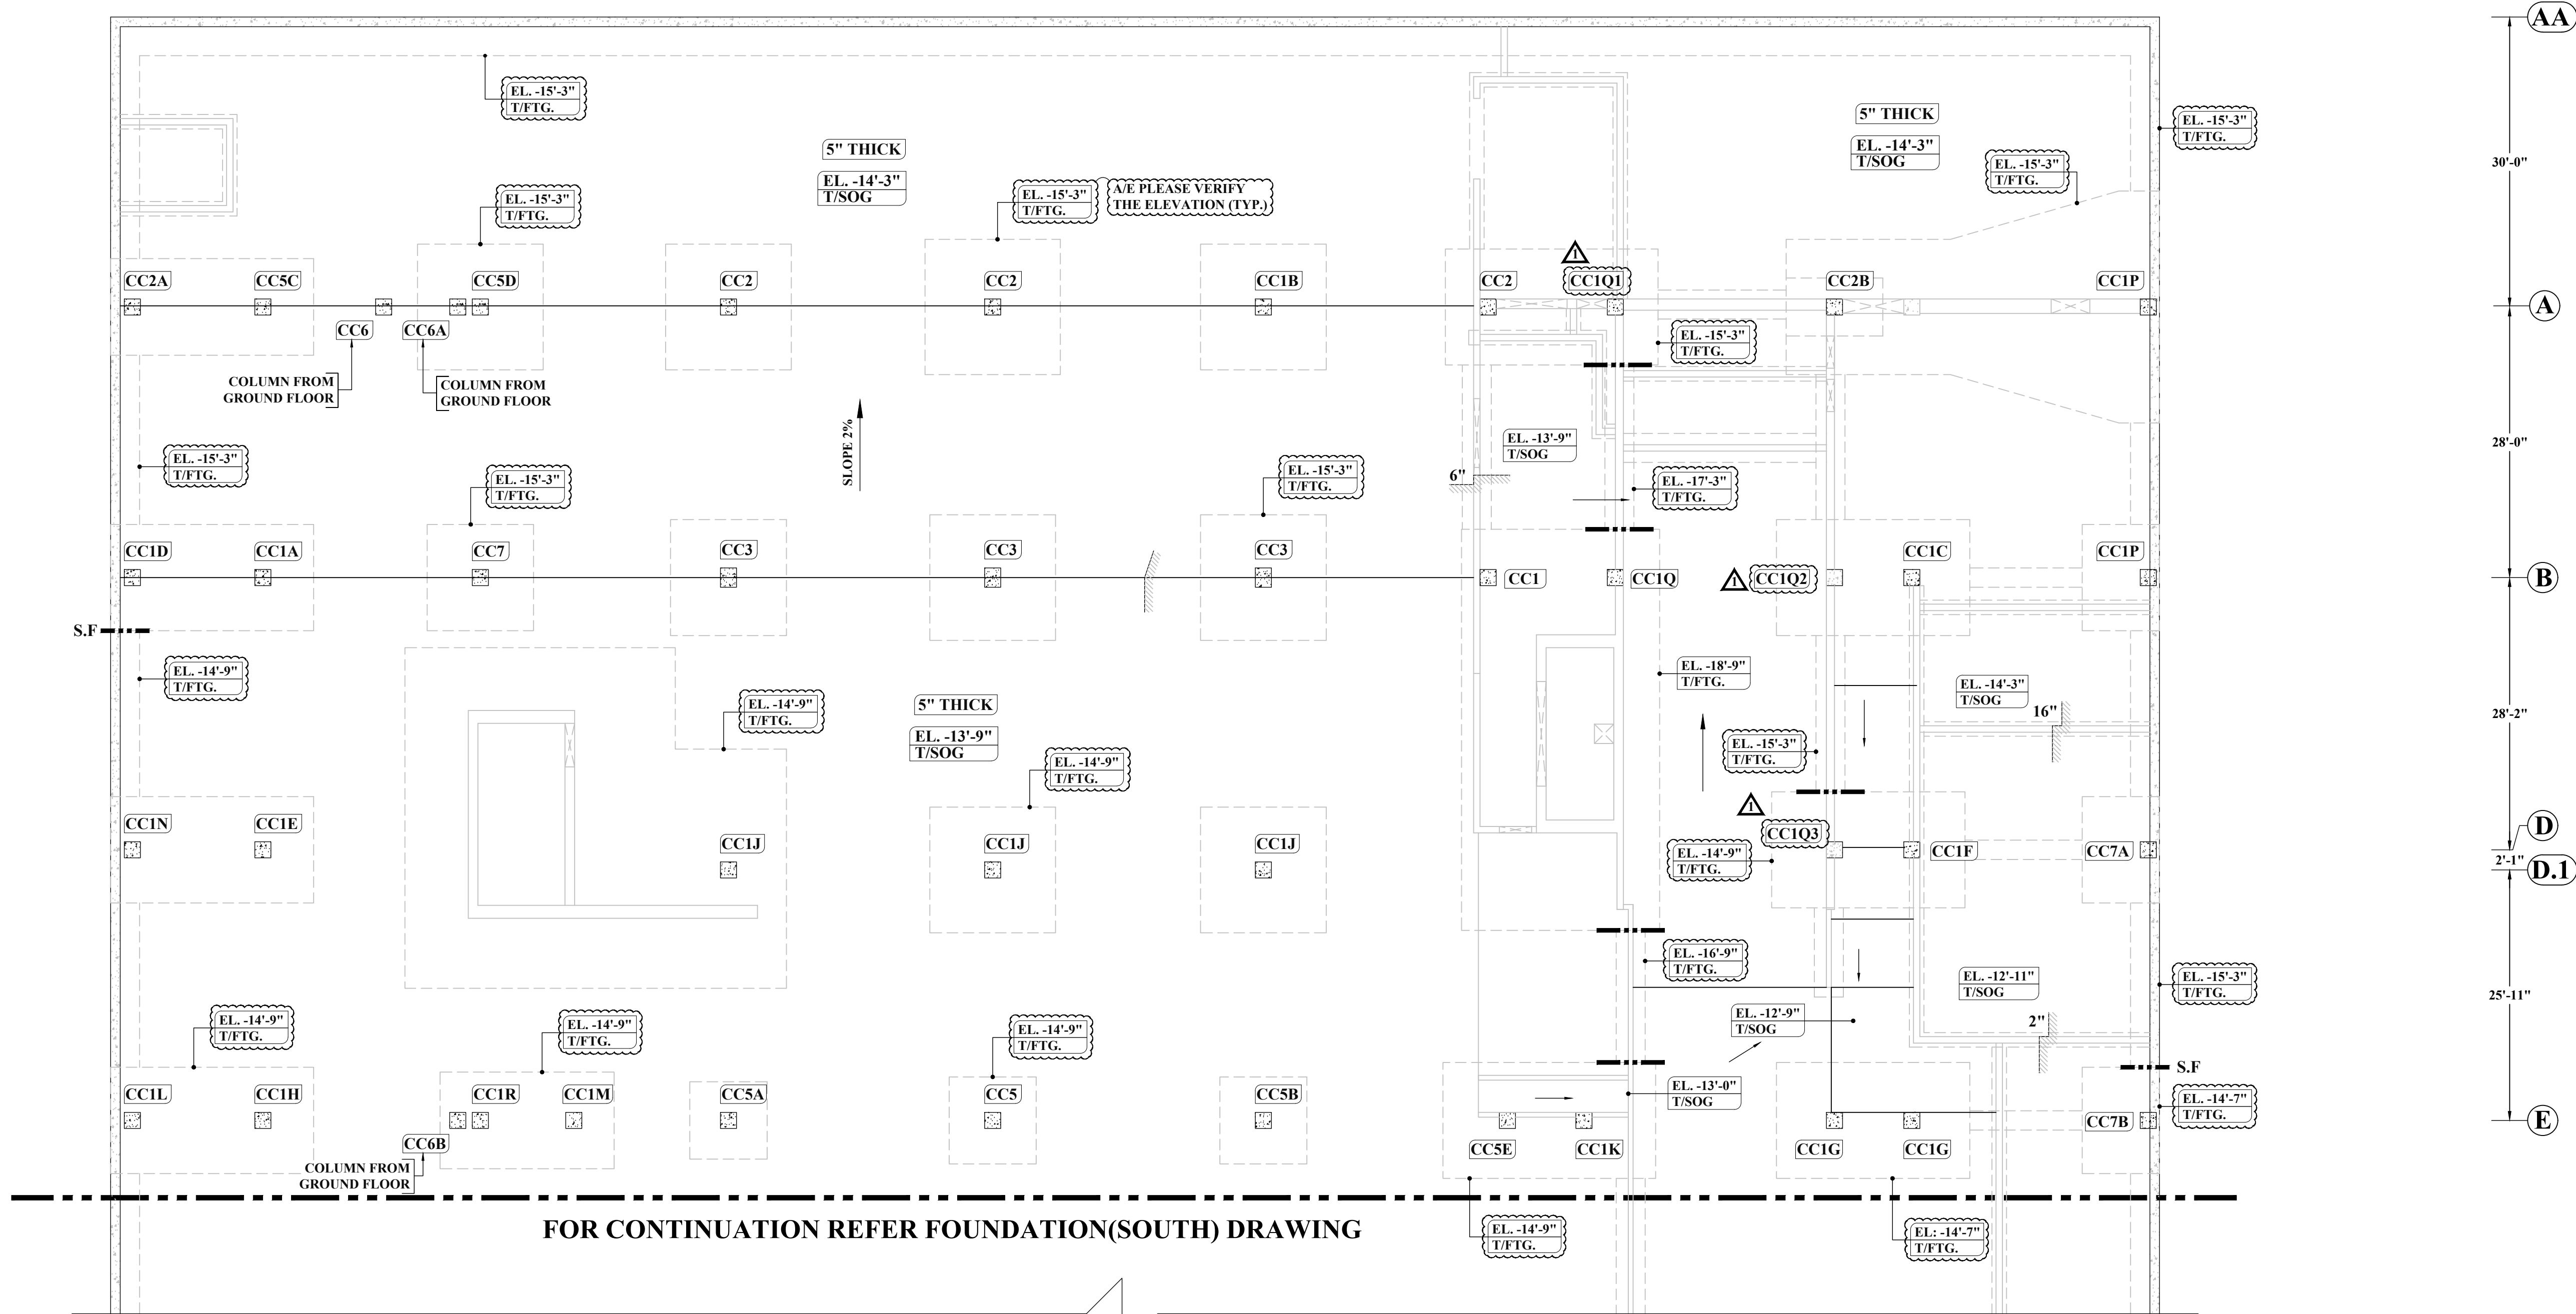 AA
EL. -15'-3"
T/FTG.
5" THICK
EL. -14'-3"
T/SOG
EL. -15'-3"
T/FTG.
EL. -15'-3"
T/FTG.
A/E PLEASE VERIFY
THE ELEVATION (TYP.)
5" THICK
EL. -14'-3"
T/SOG
EL. -15'-3"
T/FTG.
EL. -15'-3"
T/FTG.
30'-0"
CC2A
CC5C
CC5D
CC2
CC2
CC1B
CC2
1
CC1Q1
CC2B
CC1P
A
CC6
CC6A
COLUMN FROM
GROUND FLOOR
COLUMN FROM
GROUND FLOOR
EL. -15'-3"
T/FTG.
SLOPE 2%
EL. -15'-3"
T/FTG.
EL. -15'-3"
T/FTG.
EL. -15'-3"
T/FTG.
EL. -13'-9"
T/SOG
6"
EL. -17'-3"
T/FTG.
28'-0"
CC1D
CC1A
CC7
CC3
CC3
CC3
CC1
CC1Q
1
CC1Q2
CC1C
CC1P
B
S.F
EL. -14'-9"
T/FTG.
EL. -14'-9"
T/FTG.
5" THICK
EL. -13'-9"
T/SOG
EL. -14'-9"
T/FTG.
EL. -18'-9"
T/FTG.
EL. -15'-3"
T/FTG.
EL. -14'-3"
T/SOG
16"
28'-2"
CC1N
CC1E
CC1J
CC1J
CC1J
1
CC1Q3
EL. -14'-9"
T/FTG.
CC1F
CC7A
D
2'-1"
D.1
EL. -16'-9"
T/FTG.
EL. -12'-9"
T/SOG
EL. -12'-11"
T/SOG
2"
EL. -15'-3"
T/FTG.
25'-11"
EL. -14'-9"
T/FTG.
EL. -14'-9"
T/FTG.
EL. -14'-9"
T/FTG.
EL. -13'-0"
T/SOG
S.F
EL. -14'-7"
T/FTG.
CC1L
CC1H
CC1R
CC1M
CC5A
CC5
CC5B
CC5E
CC1K
CC1G
CC1G
CC7B
E
CC6B
COLUMN FROM
GROUND FLOOR
FOR CONTINUATION REFER FOUNDATION(SOUTH) DRAWING
EL. -14'-9"
T/FTG.
EL: -14'-7"
T/FTG.